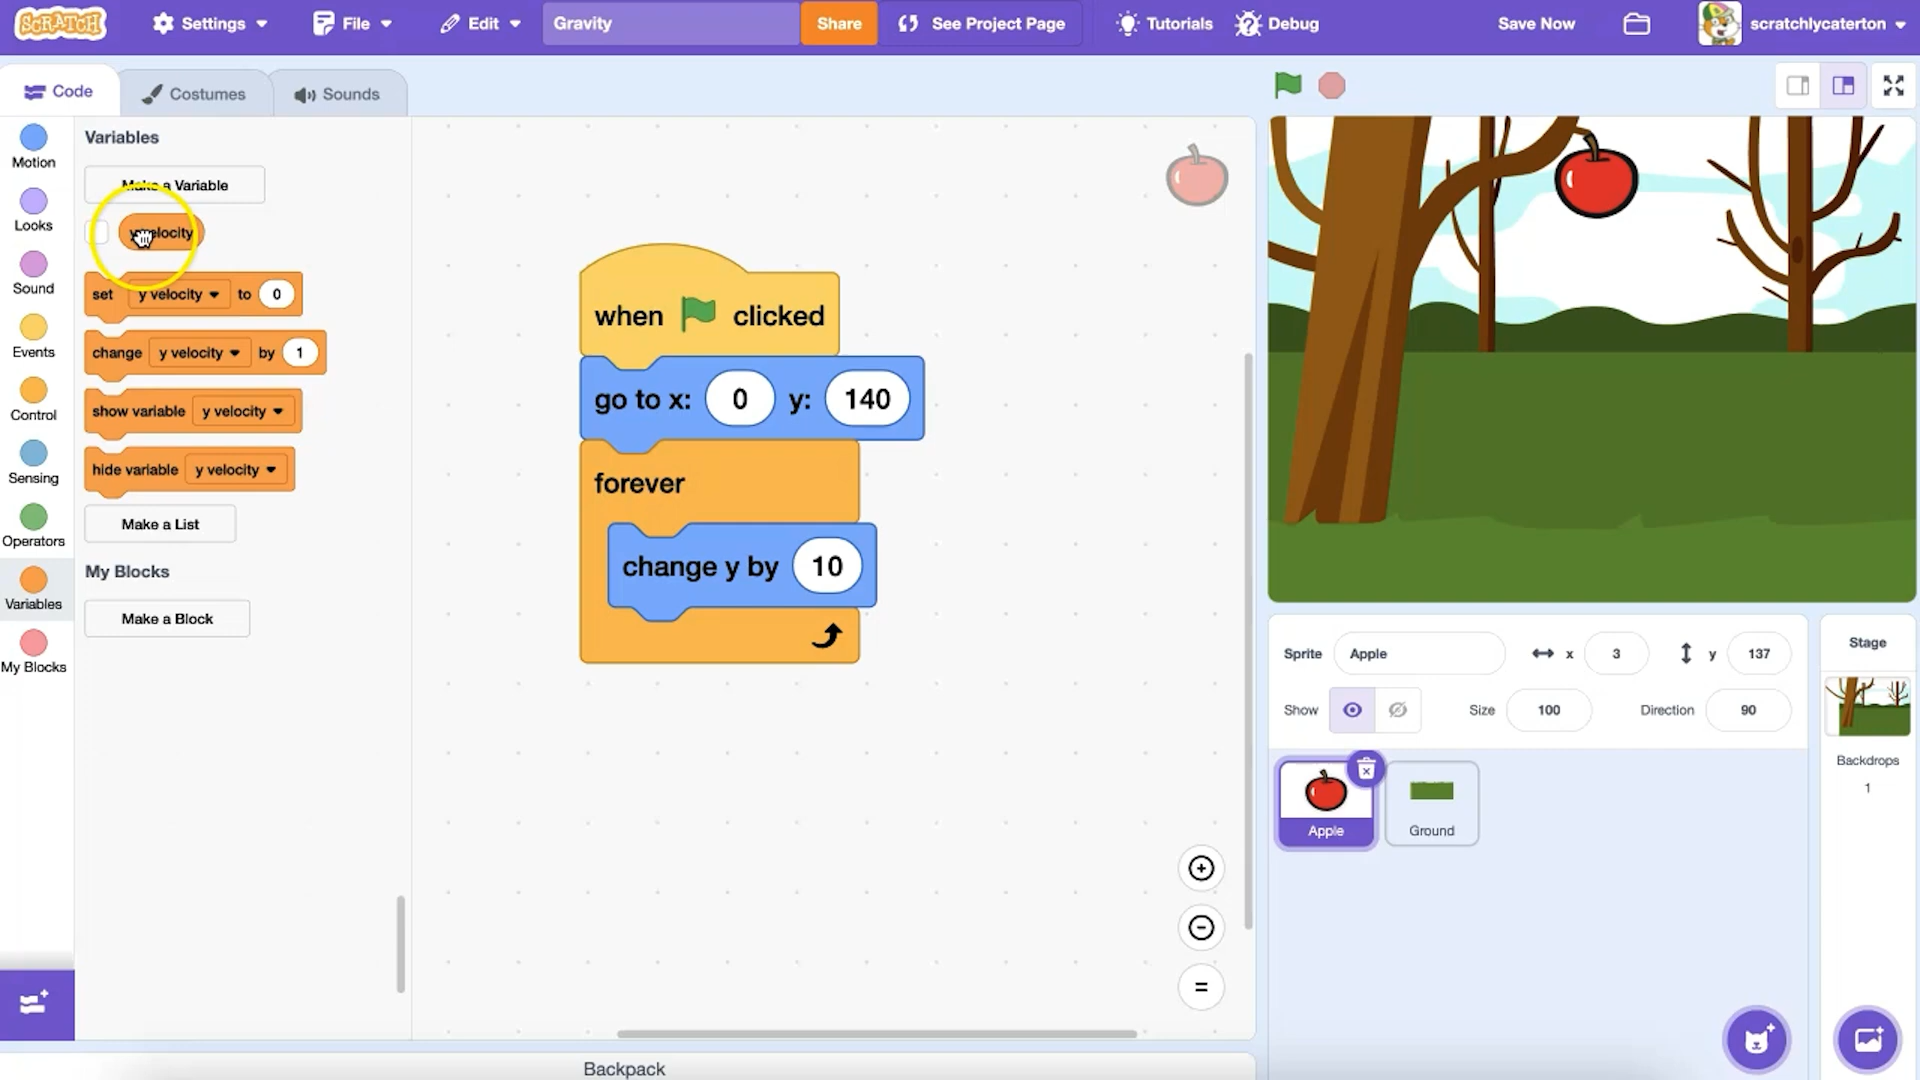 SCRATCH Settings File Edit Gravity Share See Project Page Tutorials Debug Save Now scratchlycaterton
Code Costumes Sounds
Motion
Looks
Sound
Events
Control
Sensing
Operators
Variables
My Blocks
Variables
Make a Variable
y velocity
set y velocity to 0
change y velocity by 1
show variable y velocity
hide variable y velocity
Make a List
My Blocks
Make a Block
when clicked
go to x: 0 y: 140
forever
change y by 10
Backpack
Sprite Apple x 3 y 137
Show Size 100 Direction 90
Apple
Ground
Stage
Backdrops
1